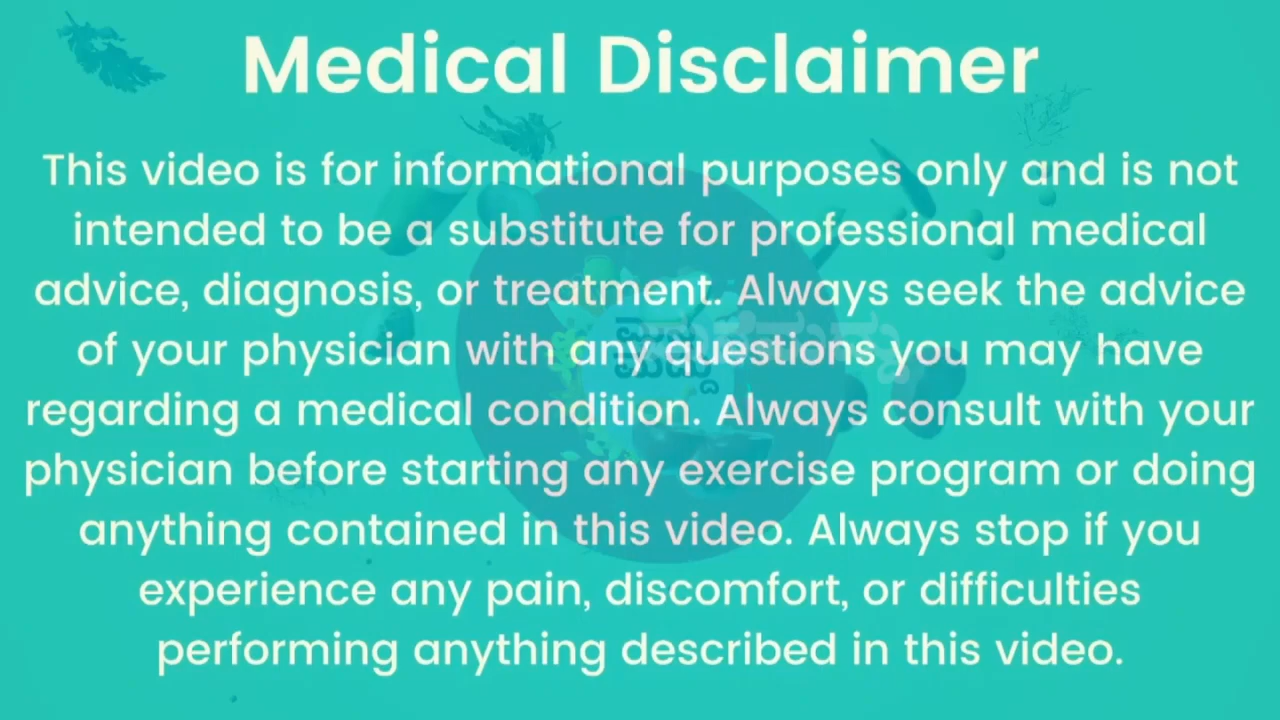 Medical Disclaimer
This video is for informational purposes only and is not
intended to be a substitute for professional medical
advice, diagnosis, or treatment. Always seek the advice
of your physician with any questions you may have
regarding a medical condition. Always consult with your
physician before starting any exercise program or doing
anything contained in this video. Always stop if you
experience any pain, discomfort, or difficulties
performing anything described in this video.